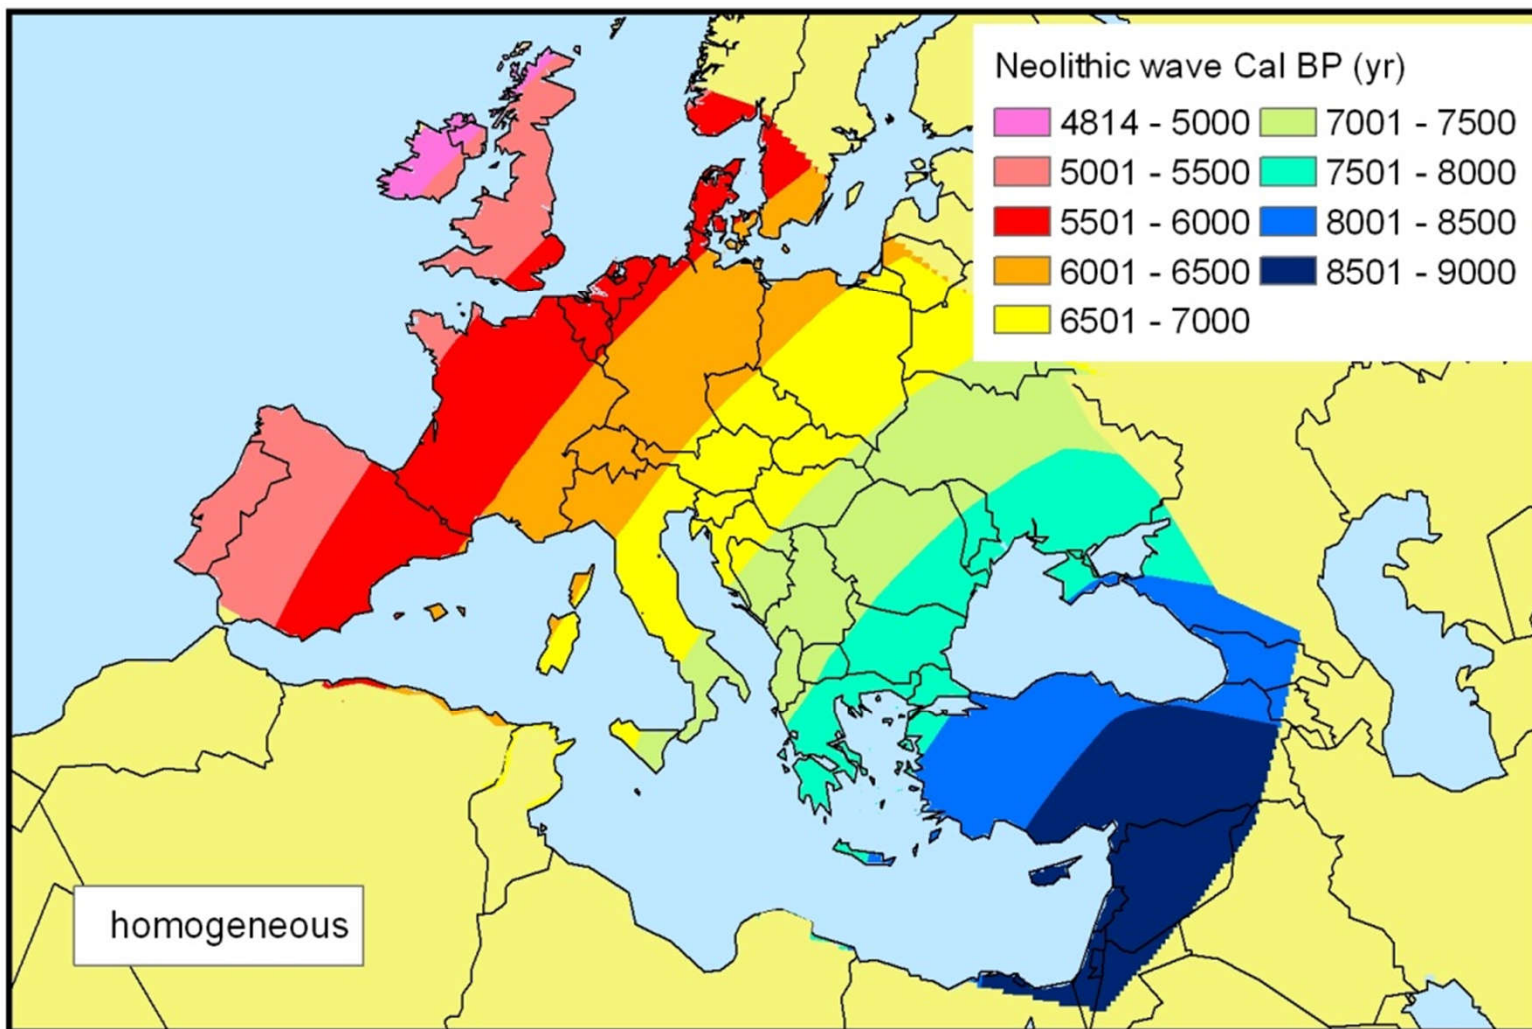 Neolithic wave Cal BP (yr)
4814 - 5000
7001 - 7500
5001 - 5500
7501 - 8000
5501 - 6000
8001 - 8500
6001 - 6500
8501 - 9000
6501 - 7000
homogeneous